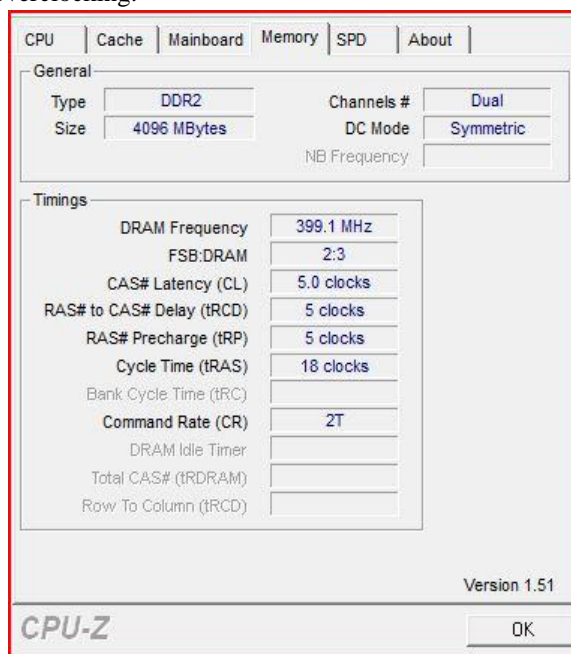 CPU Cache Mainboard Memory SPD About
General
Type DDR2 Channels # Dual
Size 4096 MBytes DC Mode Symmetric
NB Frequency
Timings
DRAM Frequency 399.1 MHz
FSB:DRAM 2:3
CAS# Latency (CL) 5.0 clocks
RAS# to CAS# Delay (tRCD) 5 clocks
RAS# Precharge (tRP) 5 clocks
Cycle Time (tRAS) 18 clocks
Bank Cycle Time (tRC)
Command Rate (CR) 2T
DRAM Idle Timer
Total CAS# (tRDRAM)
Row To Column (tRCD)
Version 1.51
CPU-Z OK